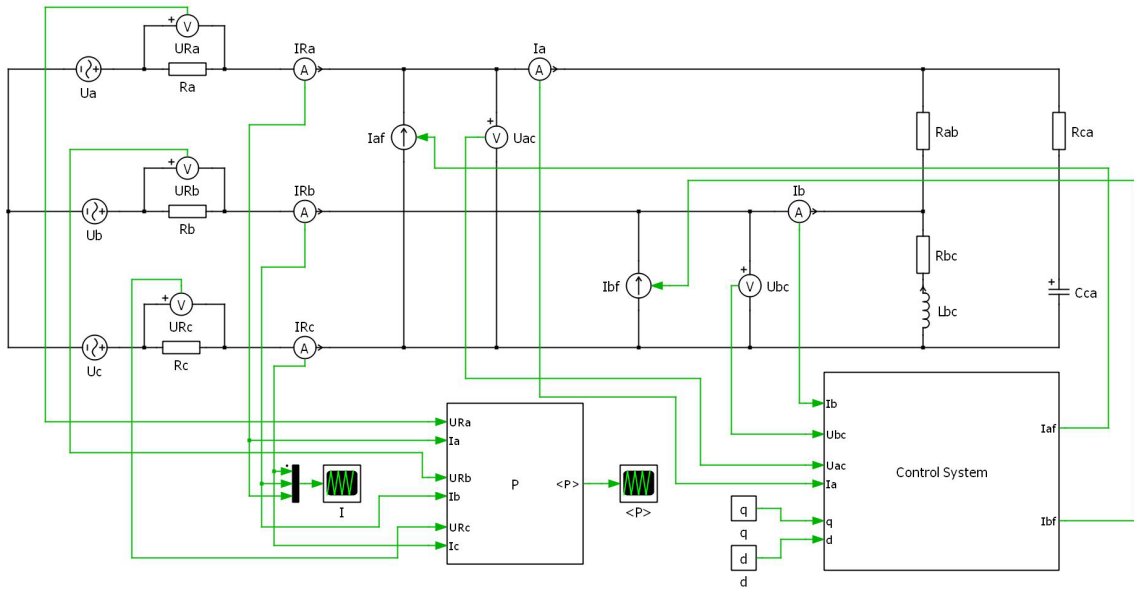 +
V
URa
IRa
Ia
A
A
Ua
Ra
+
Iaf
V
Uac
Rab
Rca
+
V
URb
IRb
Ib
A
A
Ub
Rb
+
Rbc
Ibf
V
Ubc
+
Cca
Lbc
+
V
URc
IRc
A
Uc
Rc
URa
Ia
URb
Ib
URc
Ic
P
<P>
I
<P>
Ib
Ubc
Uac
Ia
q
d
Control System
Iaf
Ibf
q
q
d
d